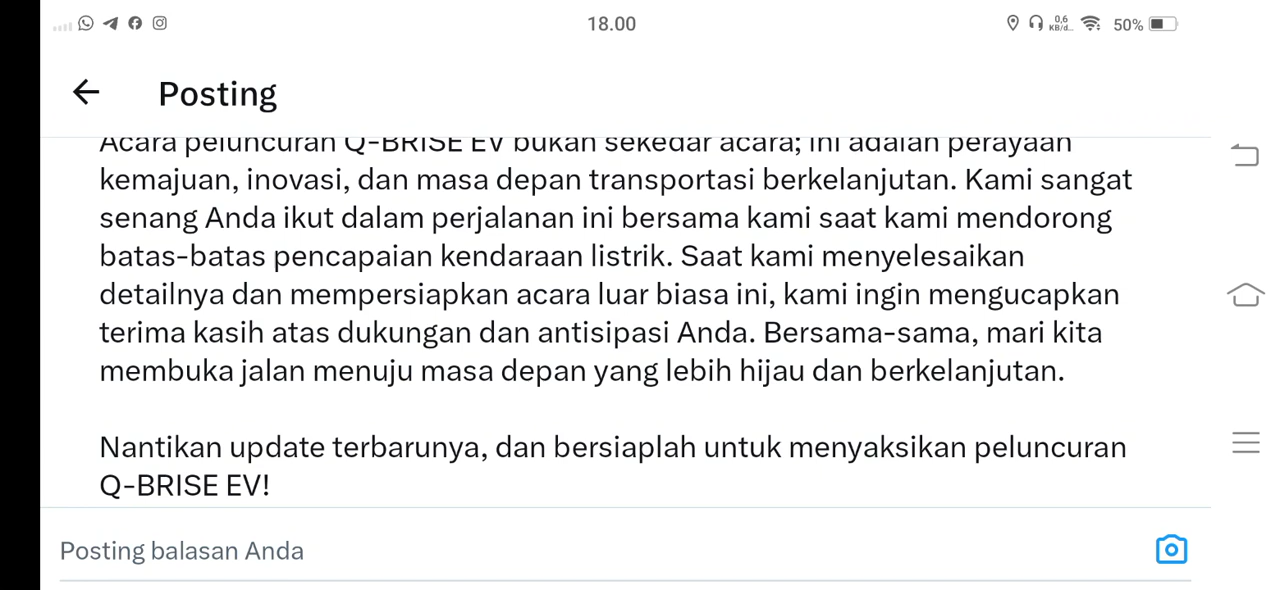 18.00
0,6
KB/d...
50%
Posting
Acara peluncuran Q-BRISE EV bukan sekedar acara; ini adalah perayaan
kemajuan, inovasi, dan masa depan transportasi berkelanjutan. Kami sangat
senang Anda ikut dalam perjalanan ini bersama kami saat kami mendorong
batas-batas pencapaian kendaraan listrik. Saat kami menyelesaikan
detailnya dan mempersiapkan acara luar biasa ini, kami ingin mengucapkan
terima kasih atas dukungan dan antisipasi Anda. Bersama-sama, mari kita
membuka jalan menuju masa depan yang lebih hijau dan berkelanjutan.
Nantikan update terbarunya, dan bersiaplah untuk menyaksikan peluncuran
Q-BRISE EV!
Posting balasan Anda